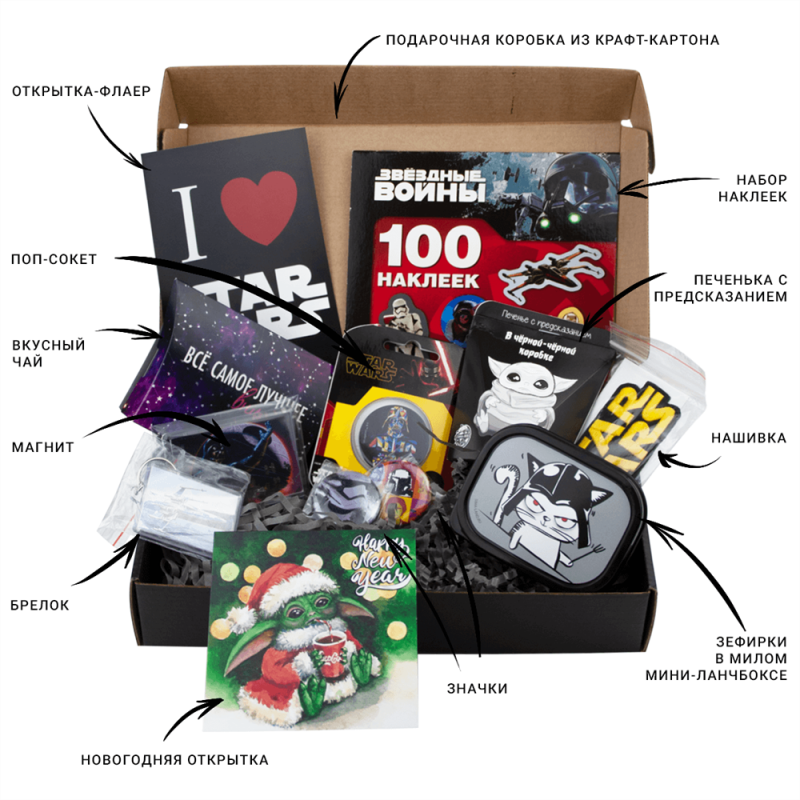 ПОДАРОЧНАЯ КОРОБКА ИЗ КРАФТ-КАРТОНА
ОТКРЫТКА-ФЛАЕР
I
STAR
WARS
ЗВЁЗДНЫЕ
ВОЙНЫ
100
НАКЛЕЕК
НАБОР
НАКЛЕЕК
ПОП-СОКЕТ
ПЕЧЕНЬКА С
ПРЕДСКАЗАНИЕМ
Печенье с предсказанием
В чёрной-чёрной
коробке
ВКУСНЫЙ
ЧАЙ
ВСЁ САМОЕ ЛУЧШЕЕ
STAR
WARS
STAR
WARS
МАГНИТ
НАШИВКА
Happy
New
Year
БРЕЛОК
ЗЕФИРКИ
В МИЛОМ
МИНИ-ЛАНЧБОКСЕ
ЗНАЧКИ
НОВОГОДНЯЯ ОТКРЫТКА